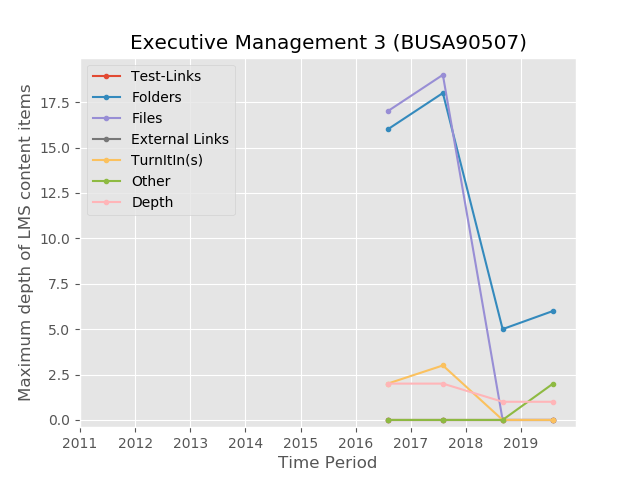 Executive Management 3 (BUSA90507)
Test-Links
Folders
Files
External Links
TurnItIn(s)
Other
Depth
17.5
15.0
12.5
10.0
7.5
5.0
2.5
0.0
Maximum depth of LMS content items
2011 2012 2013 2014 2015 2016 2017 2018 2019
Time Period